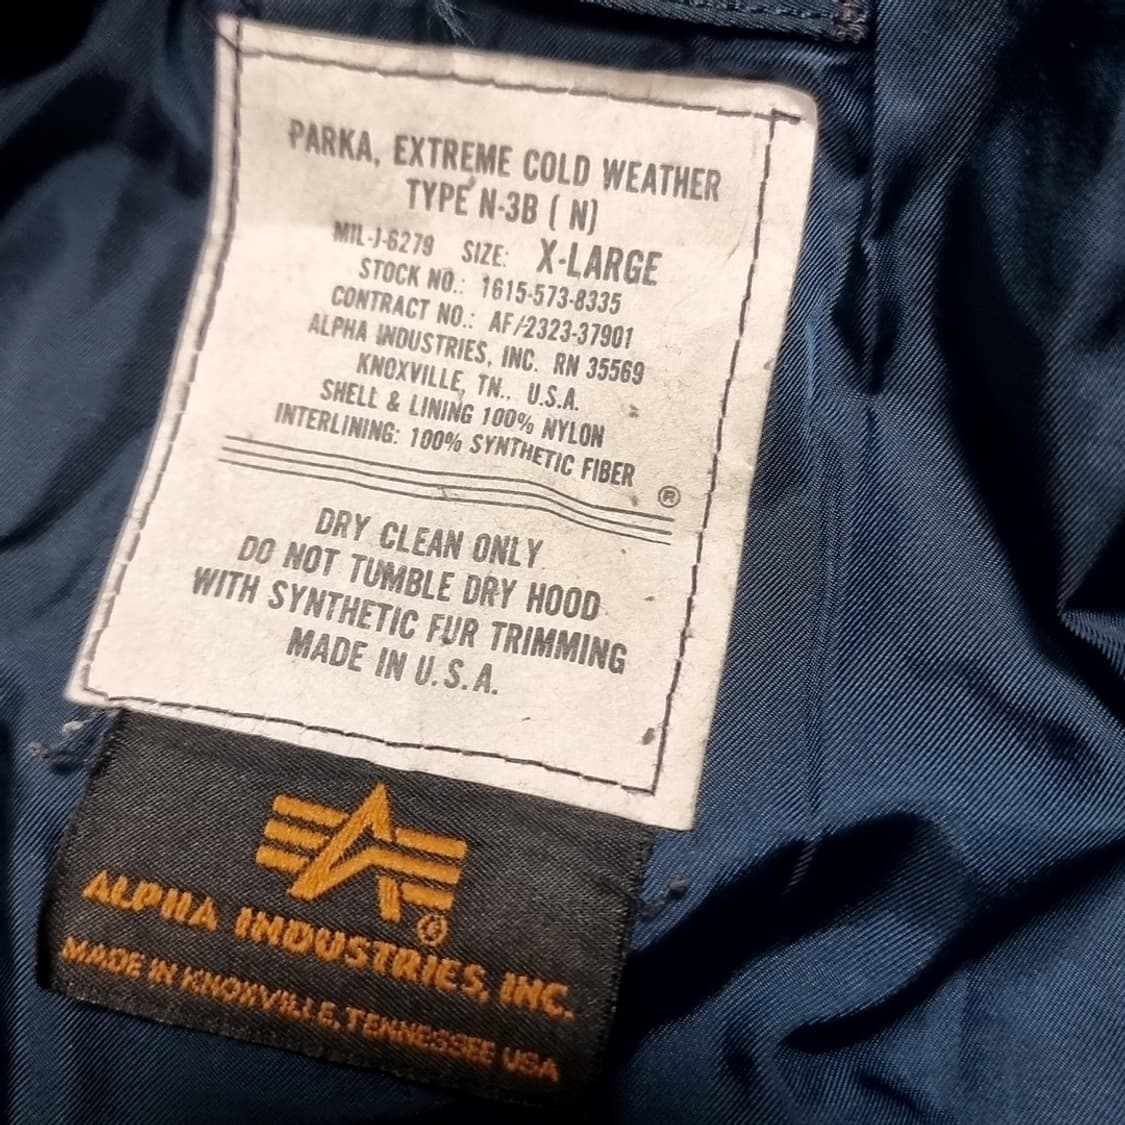 PARKA, EXTREME COLD WEATHER
TYPE N-3B ( N)
MIL-J-6279 SIZE: X-LARGE
STOCK NO.: 1615-573-8335
CONTRACT NO.: AF/2323-37901
ALPHA INDUSTRIES, INC. RN 35569
KNOXVILLE, TN., U.S.A.
SHELL & LINING 100% NYLON
INTERLINING: 100% SYNTHETIC FIBER
®
DRY CLEAN ONLY
DO NOT TUMBLE DRY HOOD
WITH SYNTHETIC FUR TRIMMING
MADE IN U.S.A.
®
ALPHA INDUSTRIES, INC.
MADE IN KNOXVILLE, TENNESSEE USA